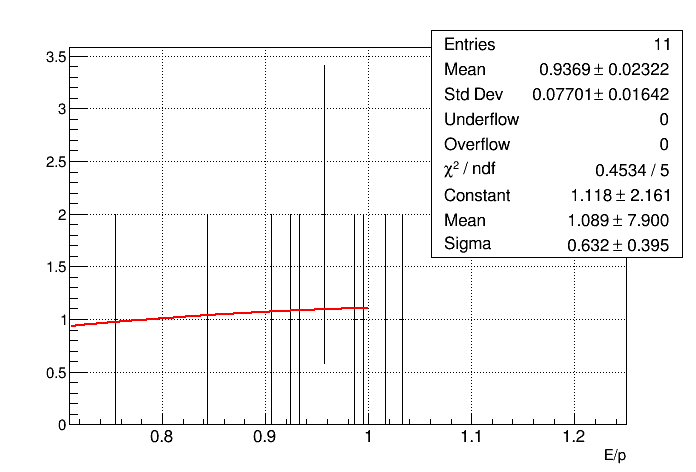 Entries 11
Mean 0.9369 ± 0.02322
Std Dev 0.07701± 0.01642
Underflow 0
Overflow 0
χ² / ndf 0.4534 / 5
Constant 1.118 ± 2.161
Mean 1.089 ± 7.900
Sigma 0.632 ± 0.395
3.5
3
2.5
2
1.5
1
0.5
0
0.8 0.9 1 1.1 1.2
E/p